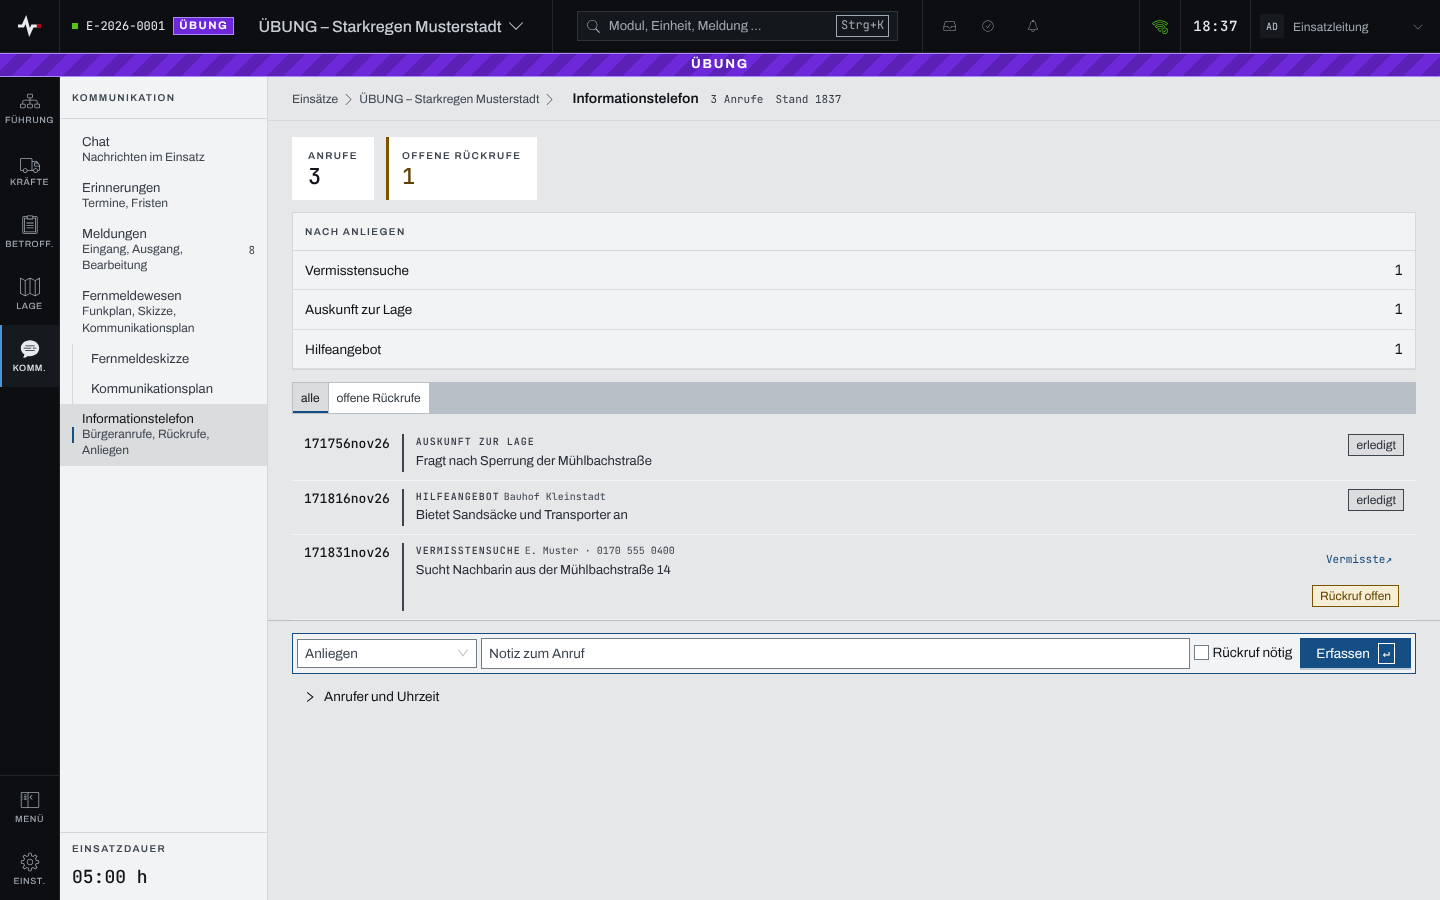 E-2026-0001 ÜBUNG ÜBUNG – Starkregen Musterstadt
Modul, Einheit, Meldung ... Strg+K
18:37
AD Einsatzleitung
ÜBUNG
FÜHRUNG
KRÄFTE
BETROFF.
LAGE
KOMM.
MENÜ
EINST.
KOMMUNIKATION
Chat
Nachrichten im Einsatz
Erinnerungen
Termine, Fristen
Meldungen
Eingang, Ausgang,
Bearbeitung
8
Fernmeldewesen
Funkplan, Skizze,
Kommunikationsplan
Fernmeldeskizze
Kommunikationsplan
Informationstelefon
Bürgeranrufe, Rückrufe,
Anliegen
EINSATZDAUER
05:00 h
Einsätze ÜBUNG – Starkregen Musterstadt Informationstelefon 3 Anrufe Stand 1837
ANRUFE
3
OFFENE RÜCKRUFE
1
NACH ANLIEGEN
Vermisstensuche 1
Auskunft zur Lage 1
Hilfeangebot 1
alle offene Rückrufe
171756nov26 AUSKUNFT ZUR LAGE
Fragt nach Sperrung der Mühlbachstraße
erledigt
171816nov26 HILFEANGEBOT Bauhof Kleinstadt
Bietet Sandsäcke und Transporter an
erledigt
171831nov26 VERMISSTENSUCHE E. Muster · 0170 555 0400
Sucht Nachbarin aus der Mühlbachstraße 14
Vermisste↗
Rückruf offen
Anliegen Notiz zum Anruf Rückruf nötig Erfassen ↵
Anrufer und Uhrzeit